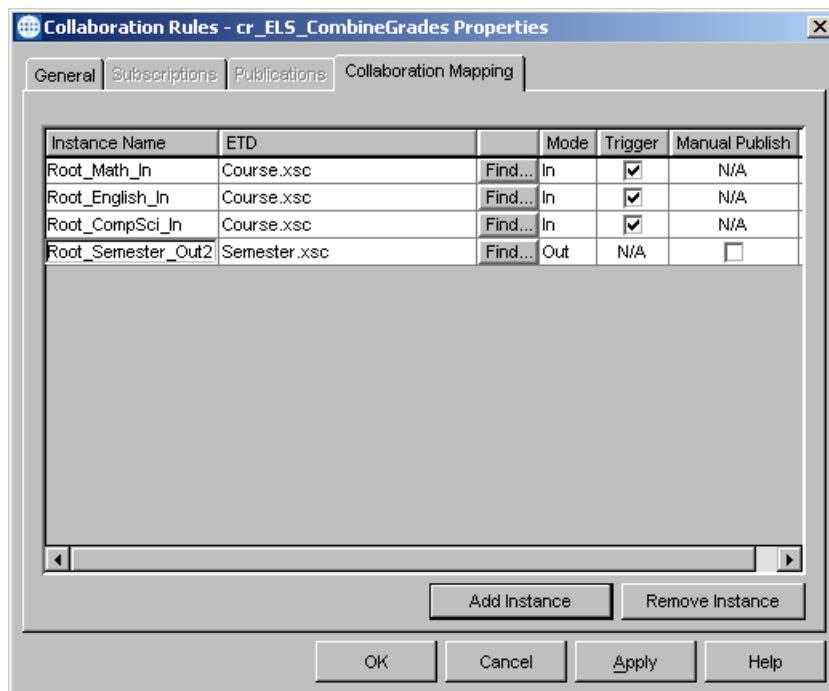 Collaboration Rules - cr_ELS_CombineGrades Properties
General Subscriptions Publications Collaboration Mapping
Instance Name ETD Mode Trigger Manual Publish
Root_Math_In Course.xsc Find... In N/A
Root_English_In Course.xsc Find... In N/A
Root_CompSci_In Course.xsc Find... In N/A
Root_Semester_Out2 Semester.xsc Find... Out N/A
Add Instance Remove Instance
OK Cancel Apply Help